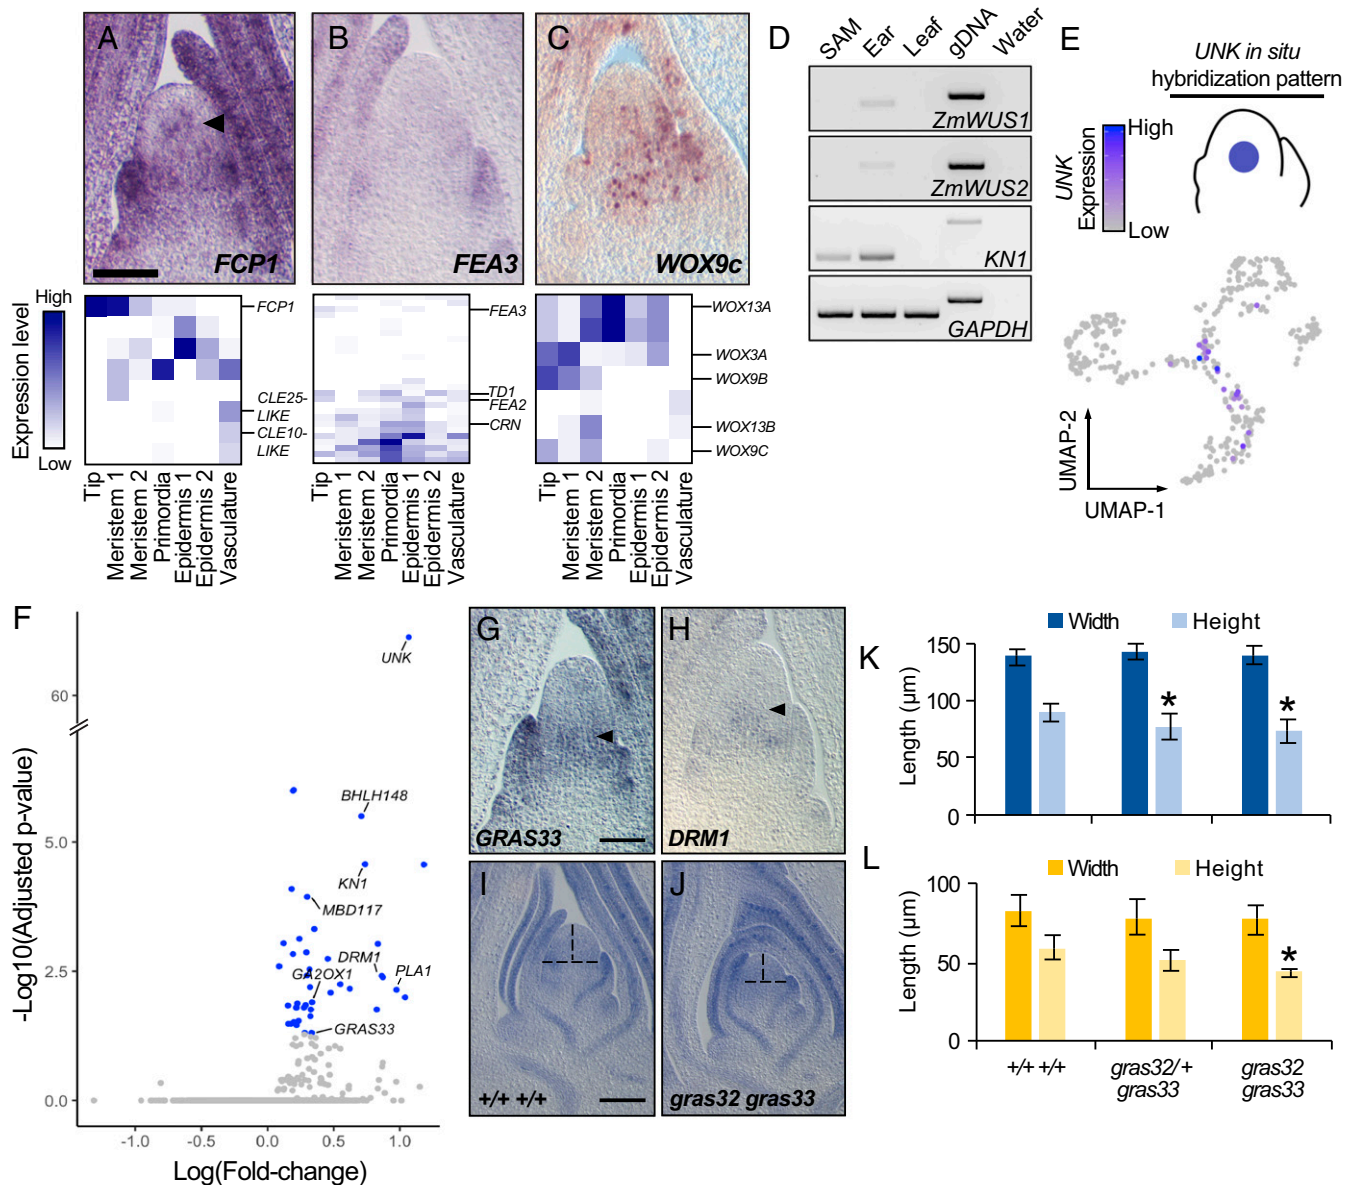 A
FCP1
B
FEA3
C
WOX9c
High
Expression level
Low
FCP1
CLE25-
LIKE
CLE10-
LIKE
Tip
Meristem 1
Meristem 2
Primordia
Epidermis 1
Epidermis 2
Vasculature
FEA3
TD1
FEA2
CRN
Tip
Meristem 1
Meristem 2
Primordia
Epidermis 1
Epidermis 2
Vasculature
WOX13A
WOX3A
WOX9B
WOX13B
WOX9C
Tip
Meristem 1
Meristem 2
Primordia
Epidermis 1
Epidermis 2
Vasculature
D
SAM
Ear
Leaf
gDNA
Water
ZmWUS1
ZmWUS2
KN1
GAPDH
E
UNK in situ
hybridization pattern
High
UNK
Expression
Low
UMAP-2
UMAP-1
F
-Log10(Adjusted p-value)
60
5.0
2.5
0.0
UNK
BHLH148
KN1
MBD117
DRM1
GA2OX1
PLA1
GRAS33
-1.0
-0.5
0.0
0.5
1.0
Log(Fold-change)
G
GRAS33
H
DRM1
I
+/+ +/+
J
gras32 gras33
K
Width
Height
Length (µm)
150
100
50
0
*
*
L
Width
Height
Length (µm)
100
50
0
*
+/+ +/+
gras32/+
gras33
gras32
gras33